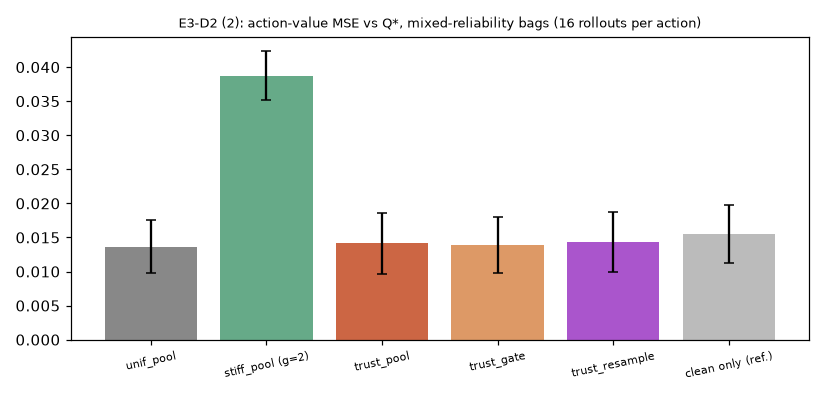 E3-D2 (2): action-value MSE vs Q*, mixed-reliability bags (16 rollouts per action)
0.040
0.035
0.030
0.025
0.020
0.015
0.010
0.005
0.000
unif_pool
stiff_pool (g=2)
trust_pool
trust_gate
trust_resample
clean only (ref.)